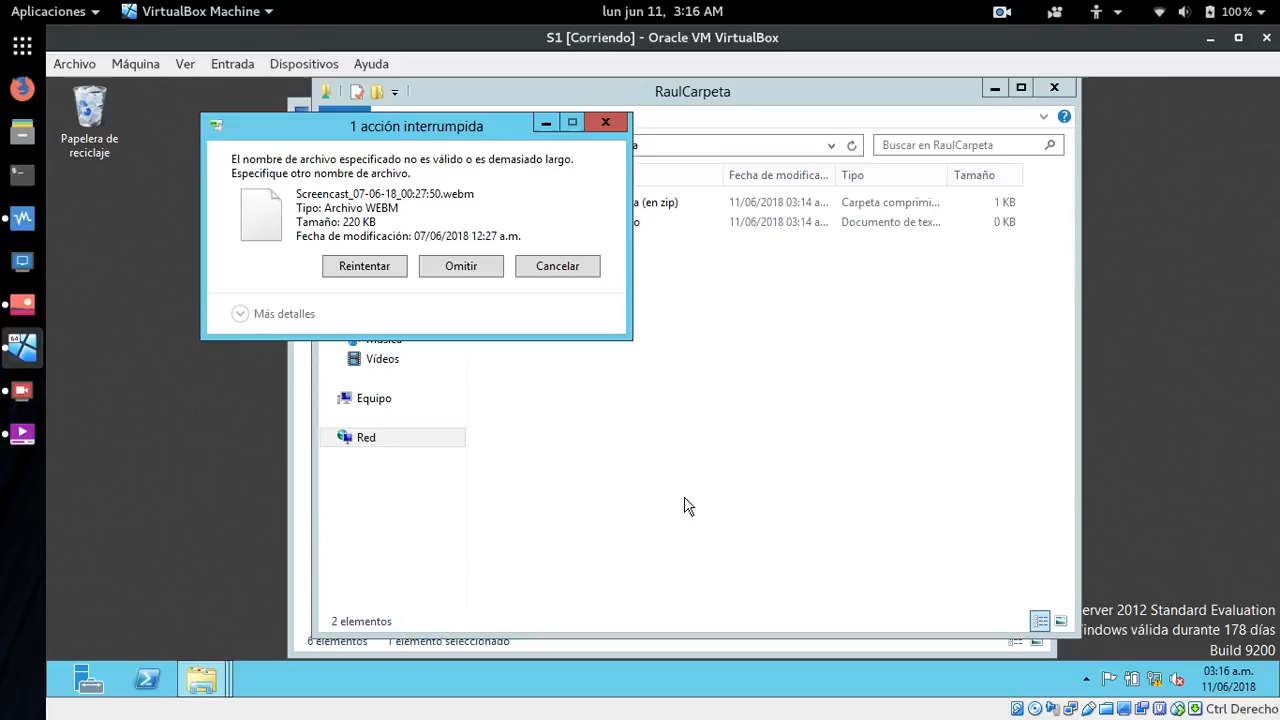 Aplicaciones
VirtualBox Machine
lun jun 11, 3:16 AM
100%
S1 [Corriendo] - Oracle VM VirtualBox
Archivo Máquina Ver Entrada Dispositivos Ayuda
Papelera de
reciclaje
RaulCarpeta
1 acción interrumpida
El nombre de archivo especificado no es válido o es demasiado largo.
Especifique otro nombre de archivo.
Screencast_07-06-18_00:27:50.webm
Tipo: Archivo WEBM
Tamaño: 220 KB
Fecha de modificación: 07/06/2018 12:27 a.m.
Reintentar Omitir Cancelar
Más detalles
a
Buscar en RaulCarpeta
Fecha de modifica... Tipo Tamaño
a (en zip) 11/06/2018 03:14 a... Carpeta comprimi... 1 KB
o 11/06/2018 03:14 a... Documento de tex... 0 KB
Música
Vídeos
Equipo
Red
2 elementos
6 elementos 1 elemento seleccionado
erver 2012 Standard Evaluation
indows válida durante 178 días
Build 9200
03:16 a.m.
11/06/2018
64
Ctrl Derecho